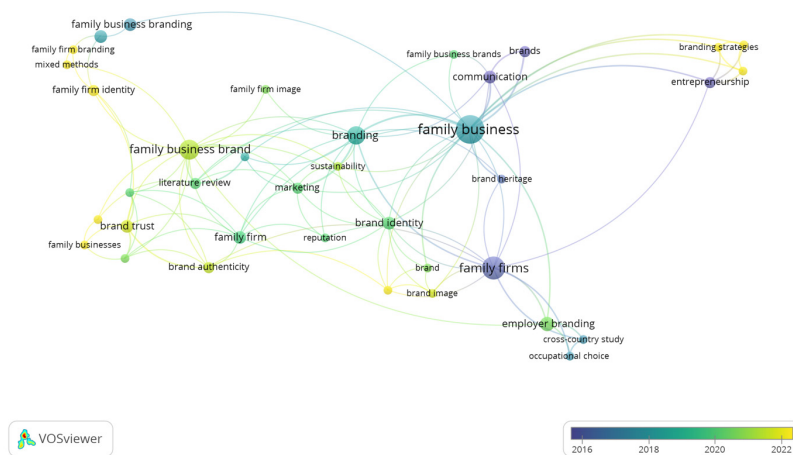 family business branding
family firm branding
mixed methods
family firm identity
family firm image
family business brands
brands
communication
branding strategies
entrepreneurship
family business
branding
family business brand
sustainability
literature review
marketing
brand heritage
brand identity
brand trust
family businesses
family firm
reputation
brand authenticity
brand
family firms
brand image
employer branding
cross-country study
occupational choice
VOSviewer
2016
2018
2020
2022